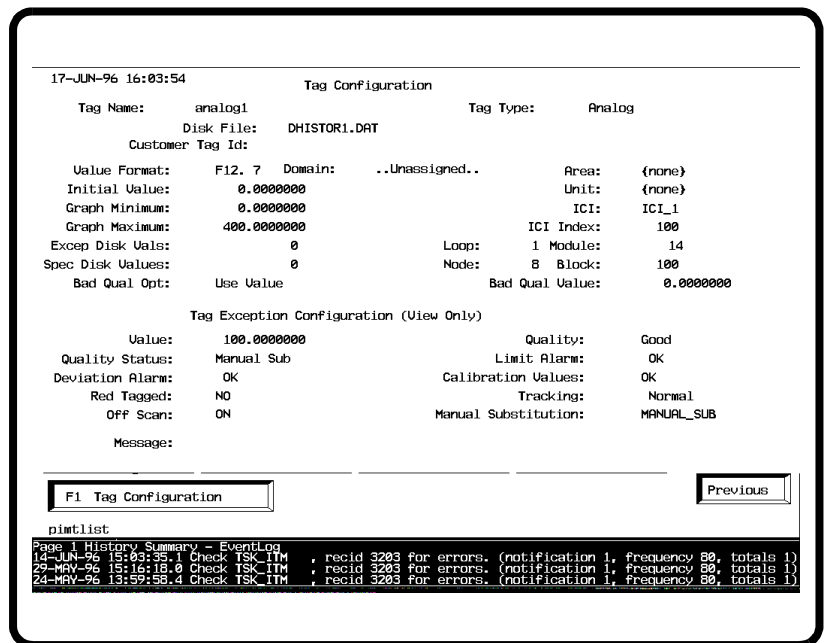 17-JUN-96 16:03:54
Tag Configuration
Tag Name: analog1 Tag Type: Analog
Disk File: DHISTOR1.DAT
Customer Tag Id:
Value Format: F12. 7 Domain: ..Unassigned.. Area: {none}
Initial Value: 0.0000000 Unit: {none}
Graph Minimum: 0.0000000 ICI: ICI_1
Graph Maximum: 400.0000000 ICI Index: 100
Excep Disk Vals: 0 Loop: 1 Module: 14
Spec Disk Values: 0 Node: 8 Block: 100
Bad Qual Opt: Use Value Bad Qual Value: 0.0000000
Tag Exception Configuration (View Only)
Value: 100.0000000 Quality: Good
Quality Status: Manual Sub Limit Alarm: OK
Deviation Alarm: OK Calibration Values: OK
Red Tagged: NO Tracking: Normal
Off Scan: ON Manual Substitution: MANUAL_SUB
Message:
F1 Tag Configuration
Previous
pimtlist
Page 1 History Summary - EventLog
14-JUN-96 15:03:35.1 Check TSK_ITM , recid 3203 for errors. (notification 1, frequency 80, totals 1)
29-MAY-96 15:16:18.0 Check TSK_ITM , recid 3203 for errors. (notification 1, frequency 80, totals 1)
24-MAY-96 13:59:58.4 Check TSK_ITM , recid 3203 for errors. (notification 1, frequency 80, totals 1)